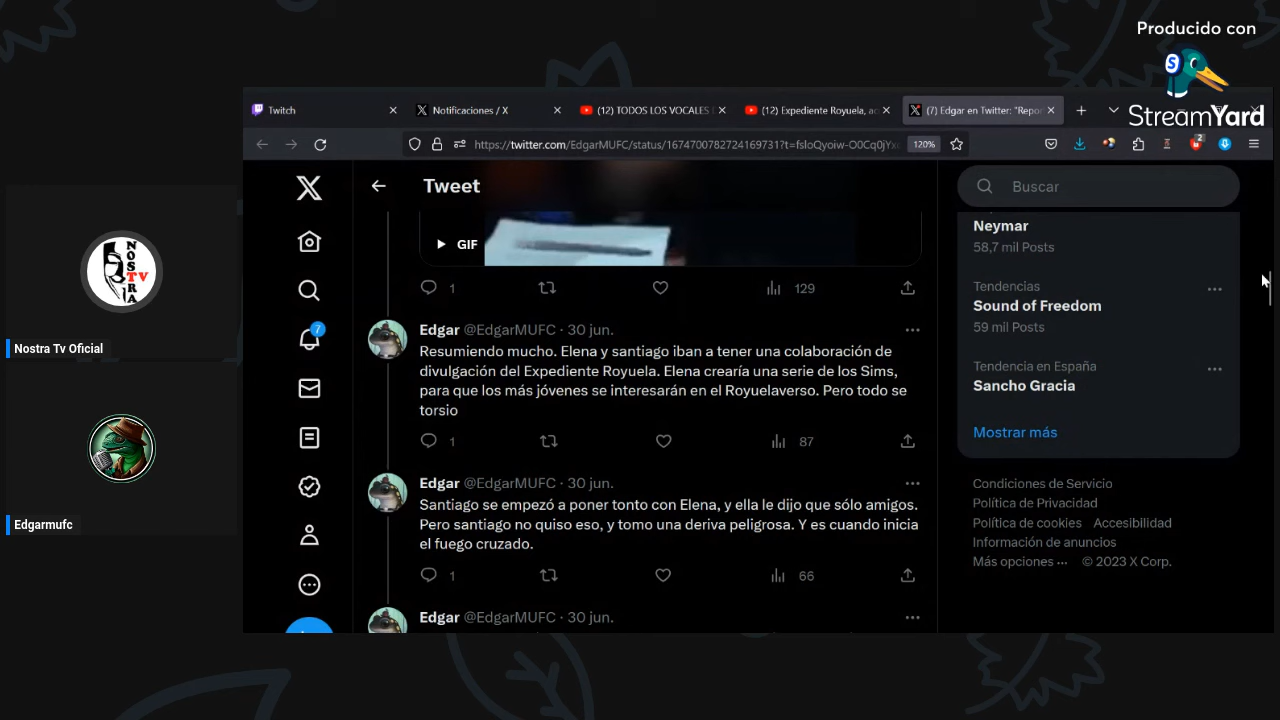 Producido con
StreamYard
Twitch
Notificaciones / X
(12) TODOS LOS VOCALES
(12) Expediente Royuela, ac
(7) Edgar en Twitter: "Repor
https://twitter.com/EdgarMUFC/status/1674700782724169731?t=fsloQyoiw-O0Cq0jYx
120%
2
Tweet
Buscar
GIF
Neymar
58,7 mil Posts
1
129
Tendencias
Sound of Freedom
59 mil Posts
7
Edgar @EdgarMUFC · 30 jun.
Resumiendo mucho. Elena y santiago iban a tener una colaboración de
divulgación del Expediente Royuela. Elena crearía una serie de los Sims,
para que los más jóvenes se interesarán en el Royuelaverso. Pero todo se
torsio
Tendencia en España
Sancho Gracia
Mostrar más
1
87
Edgar @EdgarMUFC · 30 jun.
Santiago se empezó a poner tonto con Elena, y ella le dijo que sólo amigos.
Pero santiago no quiso eso, y tomo una deriva peligrosa. Y es cuando inicia
el fuego cruzado.
Condiciones de Servicio
Política de Privacidad
Política de cookies Accesibilidad
Información de anuncios
Más opciones ··· © 2023 X Corp.
1
66
Edgar @EdgarMUFC · 30 jun.
NOSTRA
TV
Nostra Tv Oficial
Edgarmufc